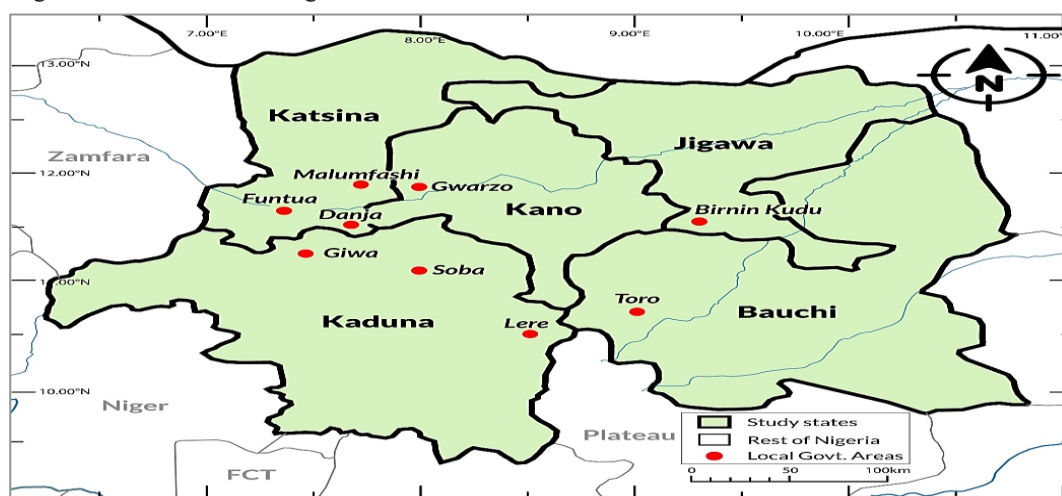 7.00°E
8.00°E
9.00°E
10.00°E
11.00°
13.00°N
N
Katsina
Jigawa
Zamfara
12.00°N
Malumfashi
Gwarzo
Funtua
Kano
Birnin Kudu
Danja
Giwa
Soba
11.00°N
Toro
Kaduna
Lere
Bauchi
10.00°N
Niger
Plateau
FCT
Study states
Rest of Nigeria
Local Govt. Areas
0 50 100km